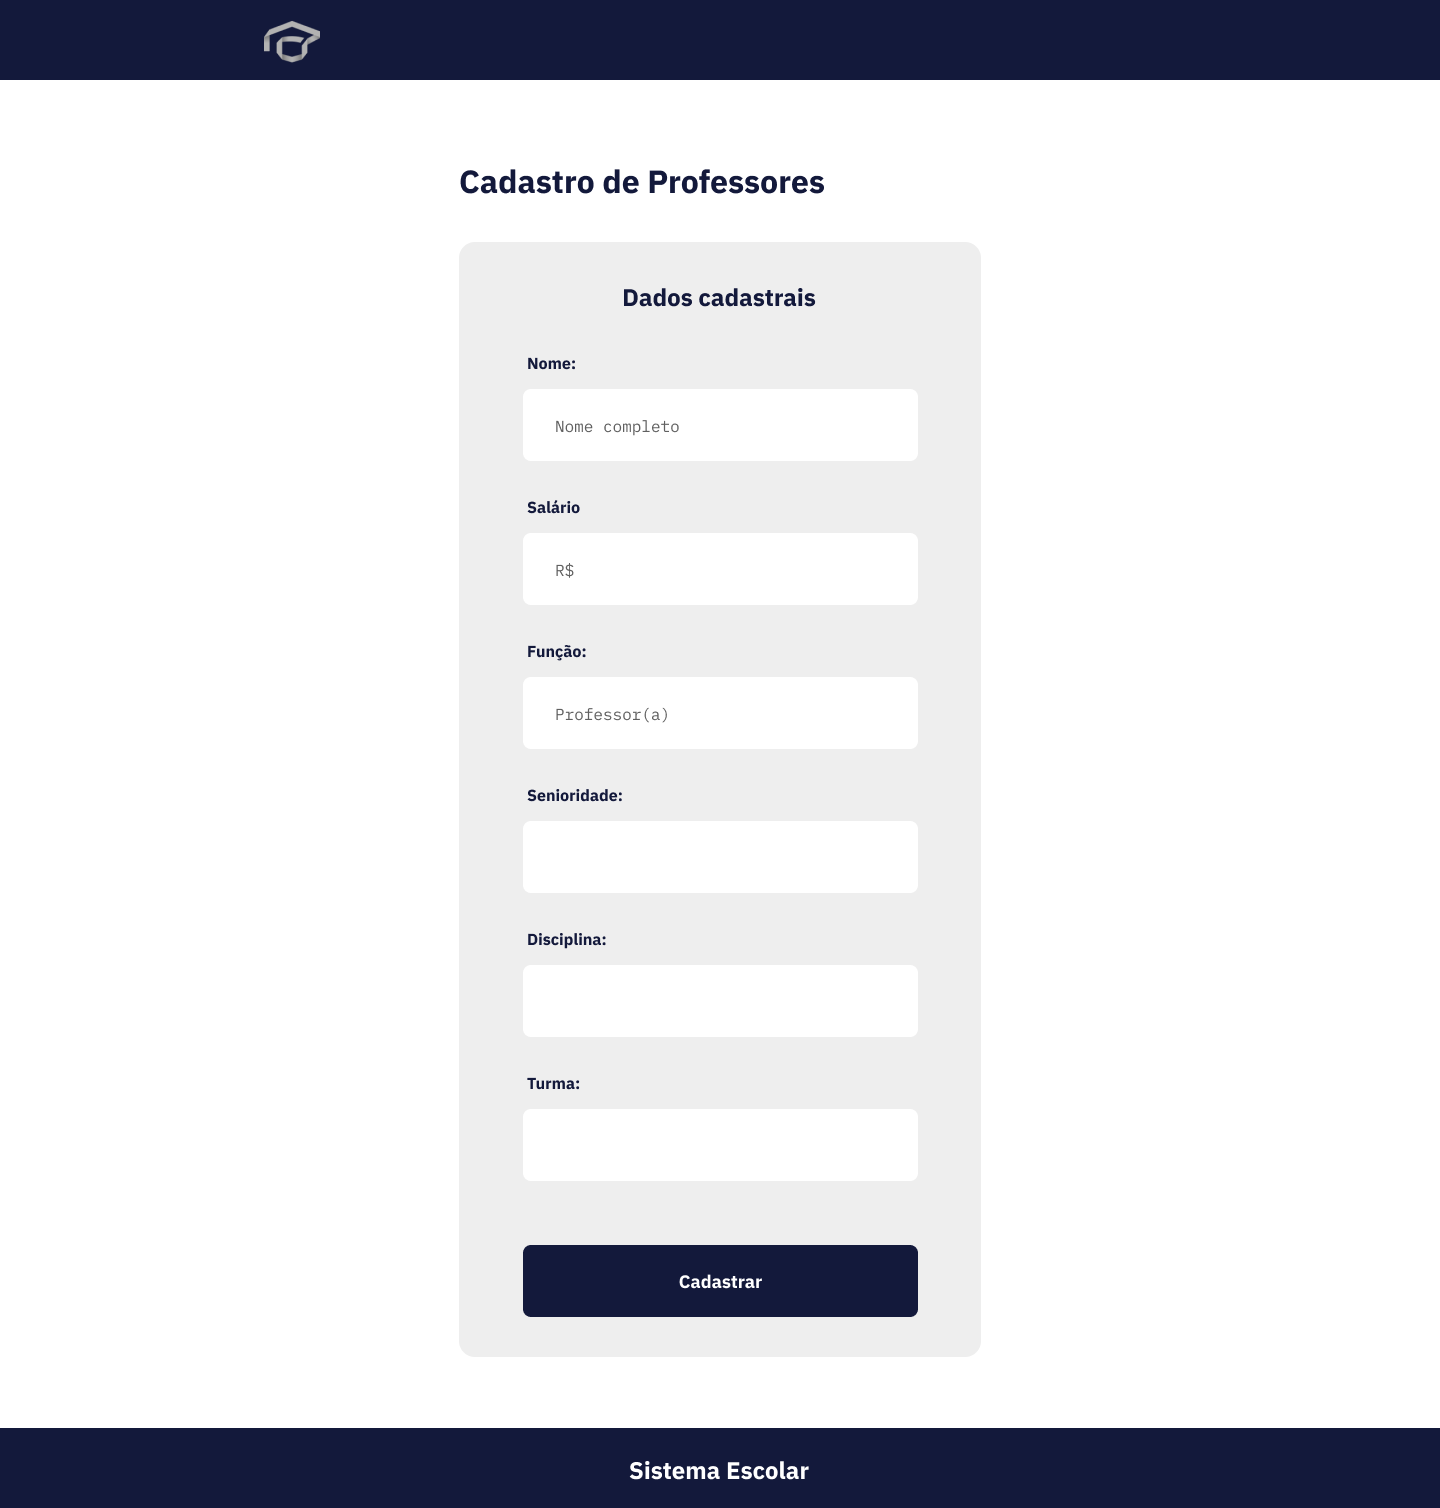 Cadastro de Professores
Dados cadastrais
Nome:
Nome completo
Salário
R$
Função:
Professor(a)
Senioridade:
Disciplina:
Turma:
Cadastrar
Sistema Escolar